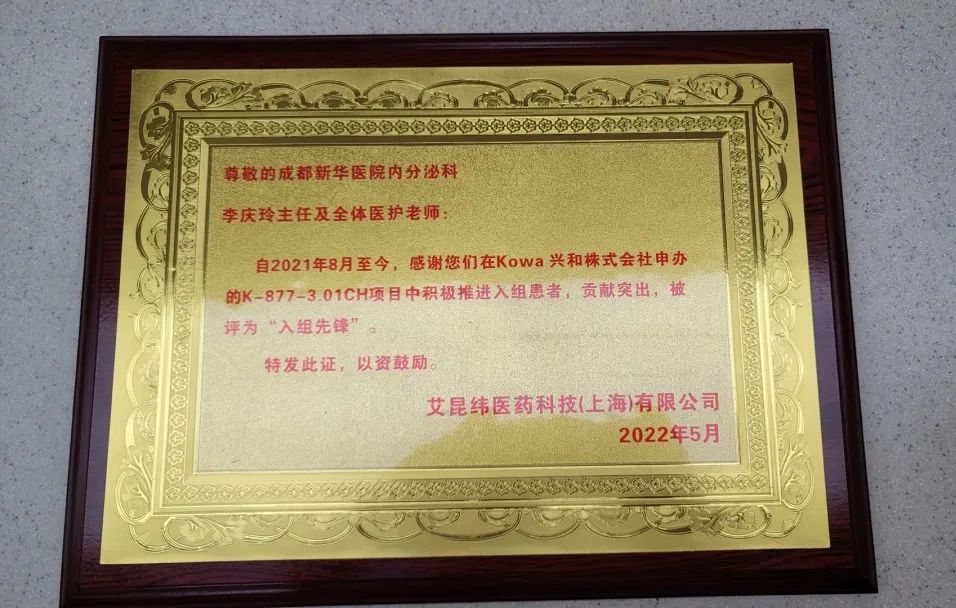 尊敬的成都新华医院内分泌科
李庆玲主任及全体医护老师：
自2021年8月至今，感谢您们在Kowa 兴和株式会社申办
的K-877-3.01CH项目中积极推进入组患者，贡献突出，被
评为“入组先锋”。
特发此证，以资鼓励。
艾昆纬医药科技(上海)有限公司
2022年5月